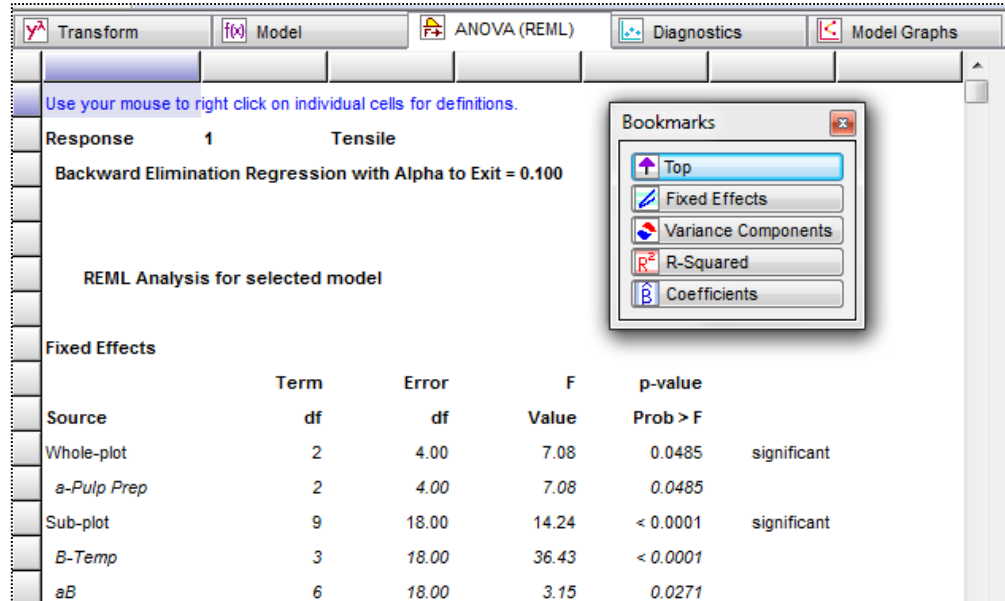 Transform Model ANOVA (REML) Diagnostics Model Graphs
Use your mouse to right click on individual cells for definitions.
Response 1 Tensile
Backward Elimination Regression with Alpha to Exit = 0.100
REML Analysis for selected model
Bookmarks
Top
Fixed Effects
Variance Components
R-Squared
Coefficients
Fixed Effects
Term Error F p-value
Source df df Value Prob > F
Whole-plot 2 4.00 7.08 0.0485 significant
a-Pulp Prep 2 4.00 7.08 0.0485
Sub-plot 9 18.00 14.24 < 0.0001 significant
B-Temp 3 18.00 36.43 < 0.0001
aB 6 18.00 3.15 0.0271